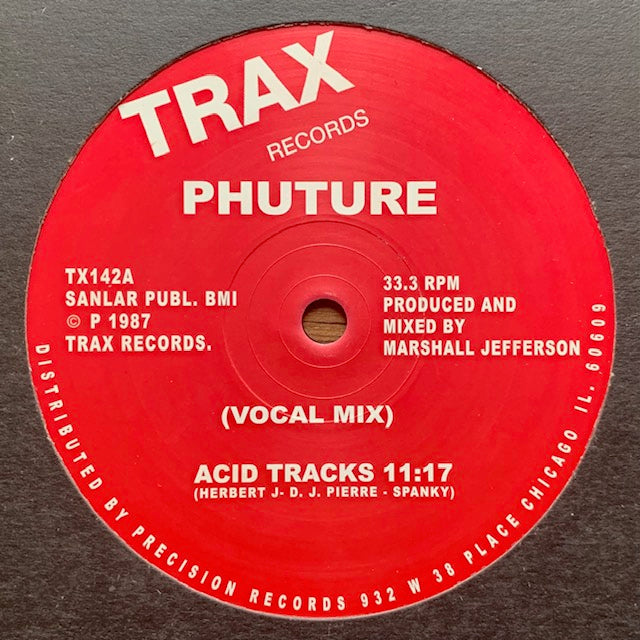 TRAX
RECORDS
PHUTURE
TX142A
SANLAR PUBL. BMI
© P 1987
TRAX RECORDS.
33.3 RPM
PRODUCED AND
MIXED BY
MARSHALL JEFFERSON
(VOCAL MIX)
ACID TRACKS 11:17
(HERBERT J- D. J. PIERRE - SPANKY)
DISTRIBUTED BY PRECISION RECORDS 932 W 38 PLACE CHICAGO IL. 60609